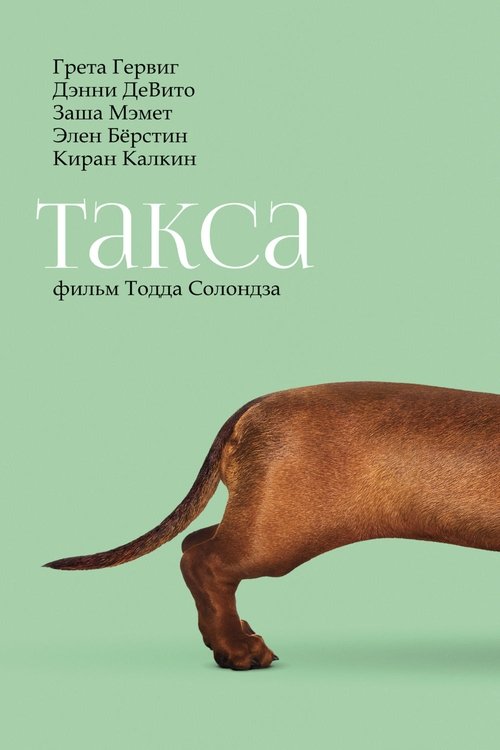 Грета Гервиг
Дэнни ДеВито
Заша Мэмет
Элен Бёрстин
Киран Калкин
такса
фильм Тодда Солондза